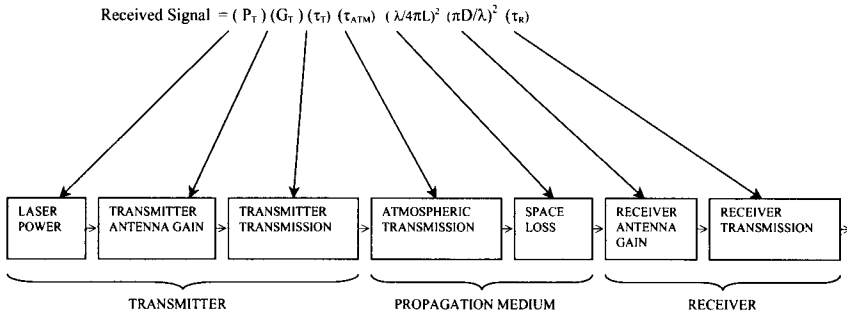 Received Signal = ( P_T ) (G_T ) (τ_T) (τ_ATM) ( λ/4πL)² (πD/λ)² (τ_R)
LASER POWER
TRANSMITTER ANTENNA GAIN
TRANSMITTER TRANSMISSION
ATMOSPHERIC TRANSMISSION
SPACE LOSS
RECEIVER ANTENNA GAIN
RECEIVER TRANSMISSION
TRANSMITTER
PROPAGATION MEDIUM
RECEIVER